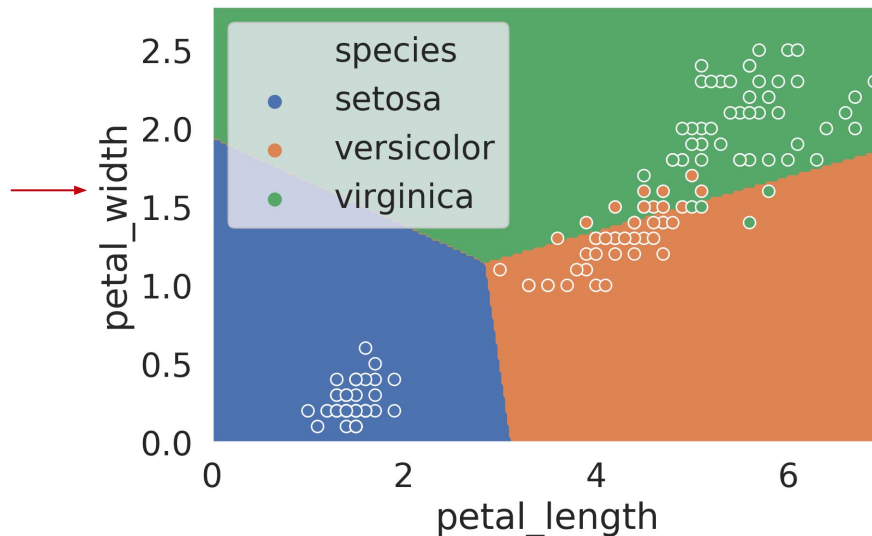 2.5
2.0
1.5
1.0
0.5
0.0
petal_width
species
setosa
versicolor
virginica
0
2
4
6
petal_length